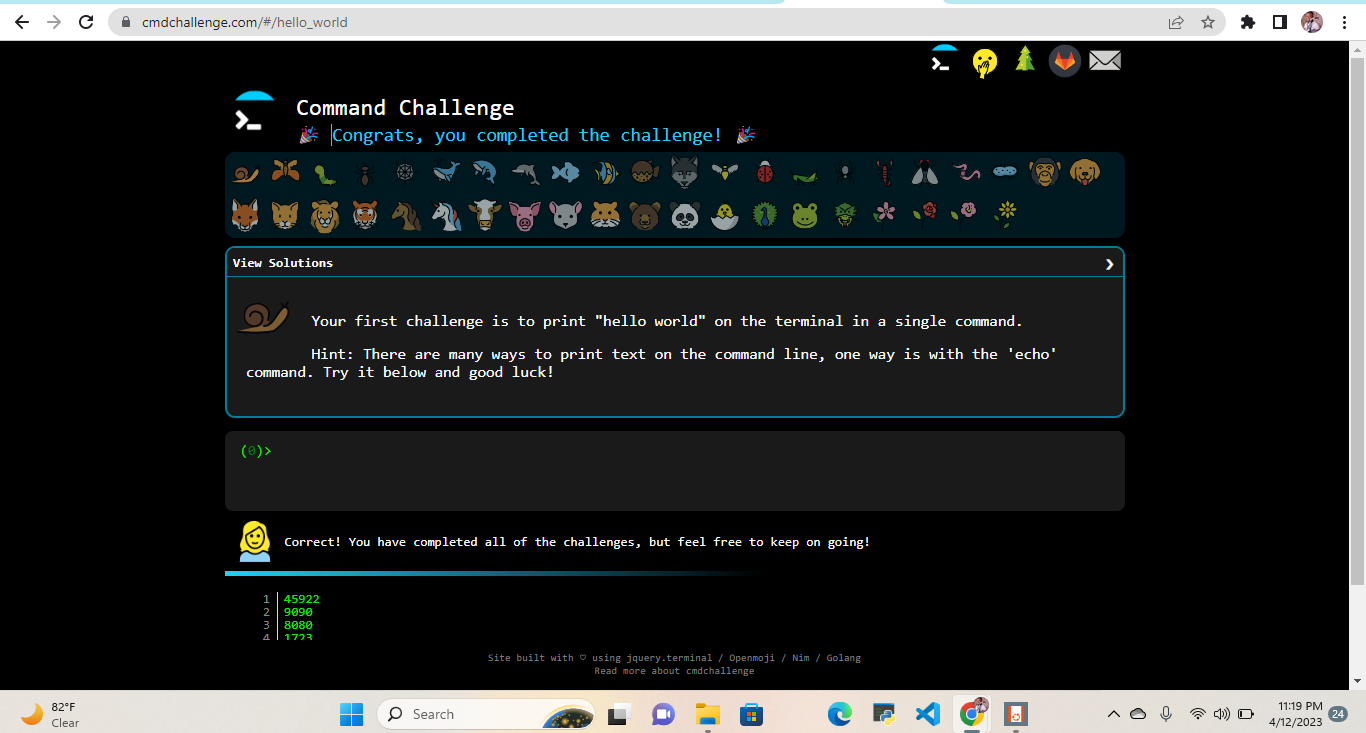 cmdchallenge.com/#/hello_world
Command Challenge
Congrats, you completed the challenge!
View Solutions
Your first challenge is to print "hello world" on the terminal in a single command.
Hint: There are many ways to print text on the command line, one way is with the 'echo'
command. Try it below and good luck!
(0)>
Correct! You have completed all of the challenges, but feel free to keep on going!
1 45922
2 9090
3 8080
4 1723
Site built with ♡ using jquery.terminal / Openmoji / Nim / Golang
Read more about cmdchallenge
82°F
Clear
Search
11:19 PM
4/12/2023
24